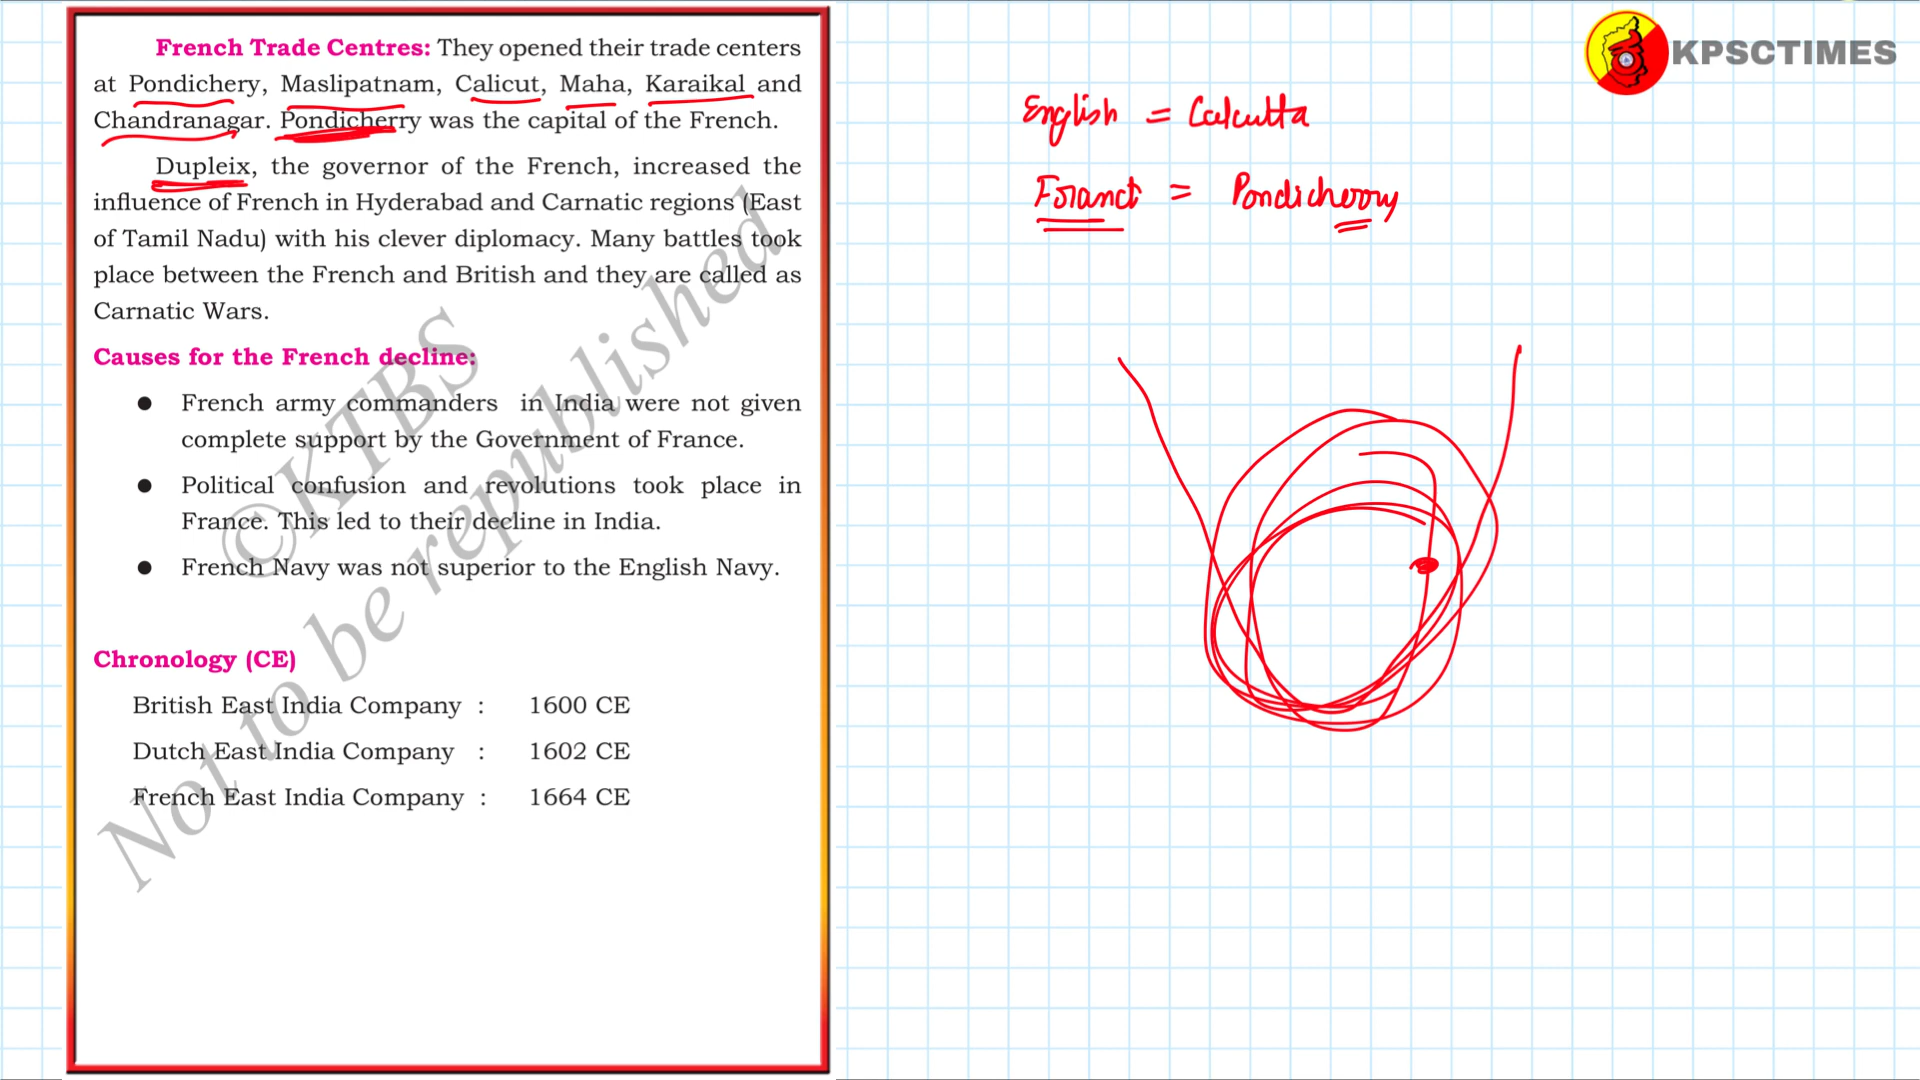 French Trade Centres: They opened their trade centers
at Pondichery, Maslipatnam, Calicut, Maha, Karaikal and
Chandranagar. Pondicherry was the capital of the French.
Dupleix, the governor of the French, increased the
influence of French in Hyderabad and Carnatic regions (East
of Tamil Nadu) with his clever diplomacy. Many battles took
place between the French and British and they are called as
Carnatic Wars.
Causes for the French decline:
● French army commanders in India were not given
complete support by the Government of France.
● Political confusion and revolutions took place in
France. This led to their decline in India.
● French Navy was not superior to the English Navy.
Chronology (CE)
British East India Company : 1600 CE
Dutch East India Company : 1602 CE
French East India Company : 1664 CE
©KTBS
Not to be republished
KPSCTIMES
English = Calcutta
= Pondicherry